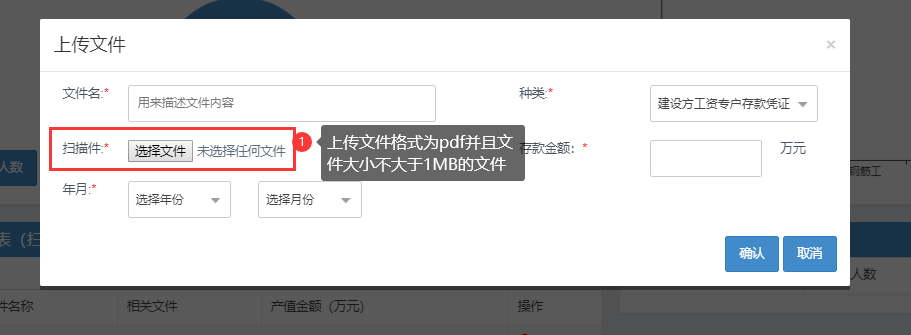 上传文件
×
文件名:*
用来描述文件内容
种类:*
建设方工资专户存款凭证
扫描件:*
选择文件 未选择任何文件
1
上传文件格式为pdf并且文
件大小不大于1MB的文件
存款金额: *
万元
年月:*
选择年份
选择月份
确认
取消
人数
钢筋工
表（扫
人数
件名称
相关文件
产值金额（万元）
操作